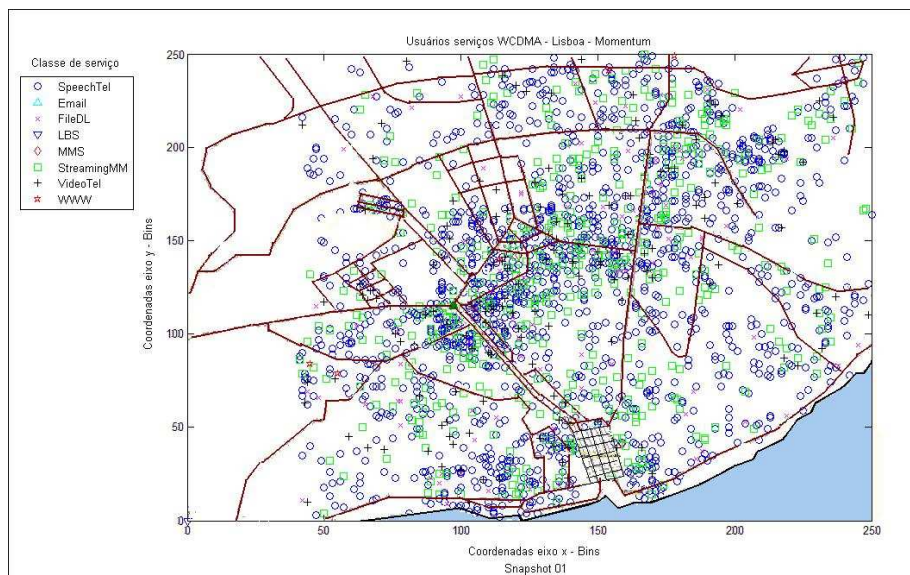 Usuários serviços WCDMA - Lisboa - Momentum
Classe de serviço
SpeechTel
Email
FileDL
LBS
MMS
StreamingMM
VideoTel
WWW
Coordenadas eixo y - Bins
250
200
150
100
50
0
0
50
100
150
200
250
Coordenadas eixo x - Bins
Snapshot 01